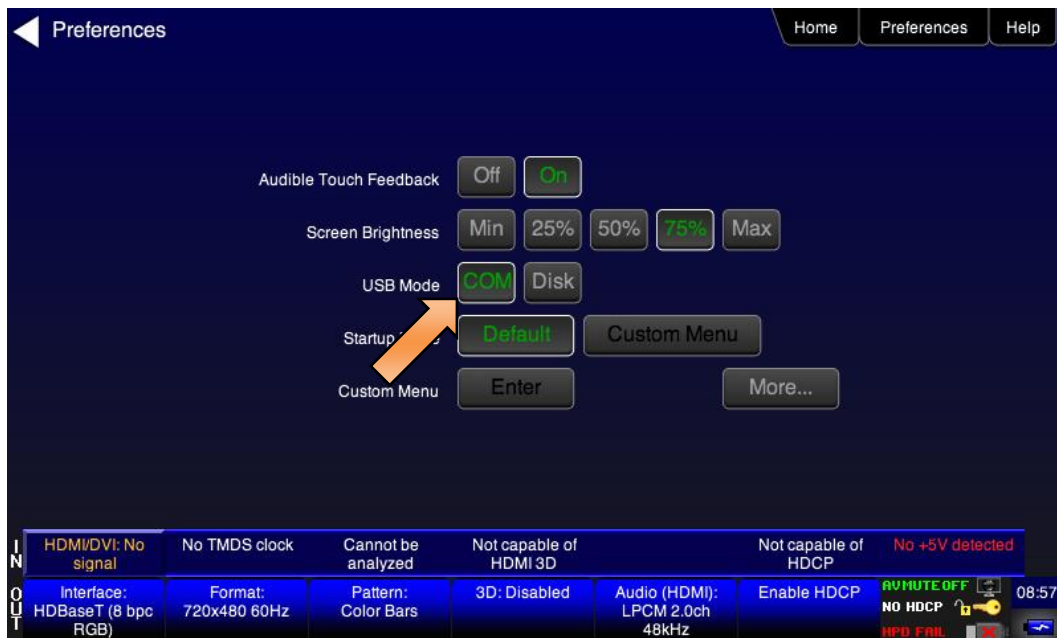 Preferences
Home
Preferences
Help
Audible Touch Feedback
Off
On
Screen Brightness
Min
25%
50%
75%
Max
USB Mode
COM
Disk
Startup
Default
Custom Menu
Custom Menu
Enter
More...
IN
HDMI/DVI: No
signal
No TMDS clock
Cannot be
analyzed
Not capable of
HDMI 3D
Not capable of
HDCP
No +5V detected
OUT
Interface:
HDBaseT (8 bpc
RGB)
Format:
720x480 60Hz
Pattern:
Color Bars
3D: Disabled
Audio (HDMI):
LPCM 2.0ch
48kHz
Enable HDCP
AVMUTE OFF
NO HDCP
HPD FAIL
08:57